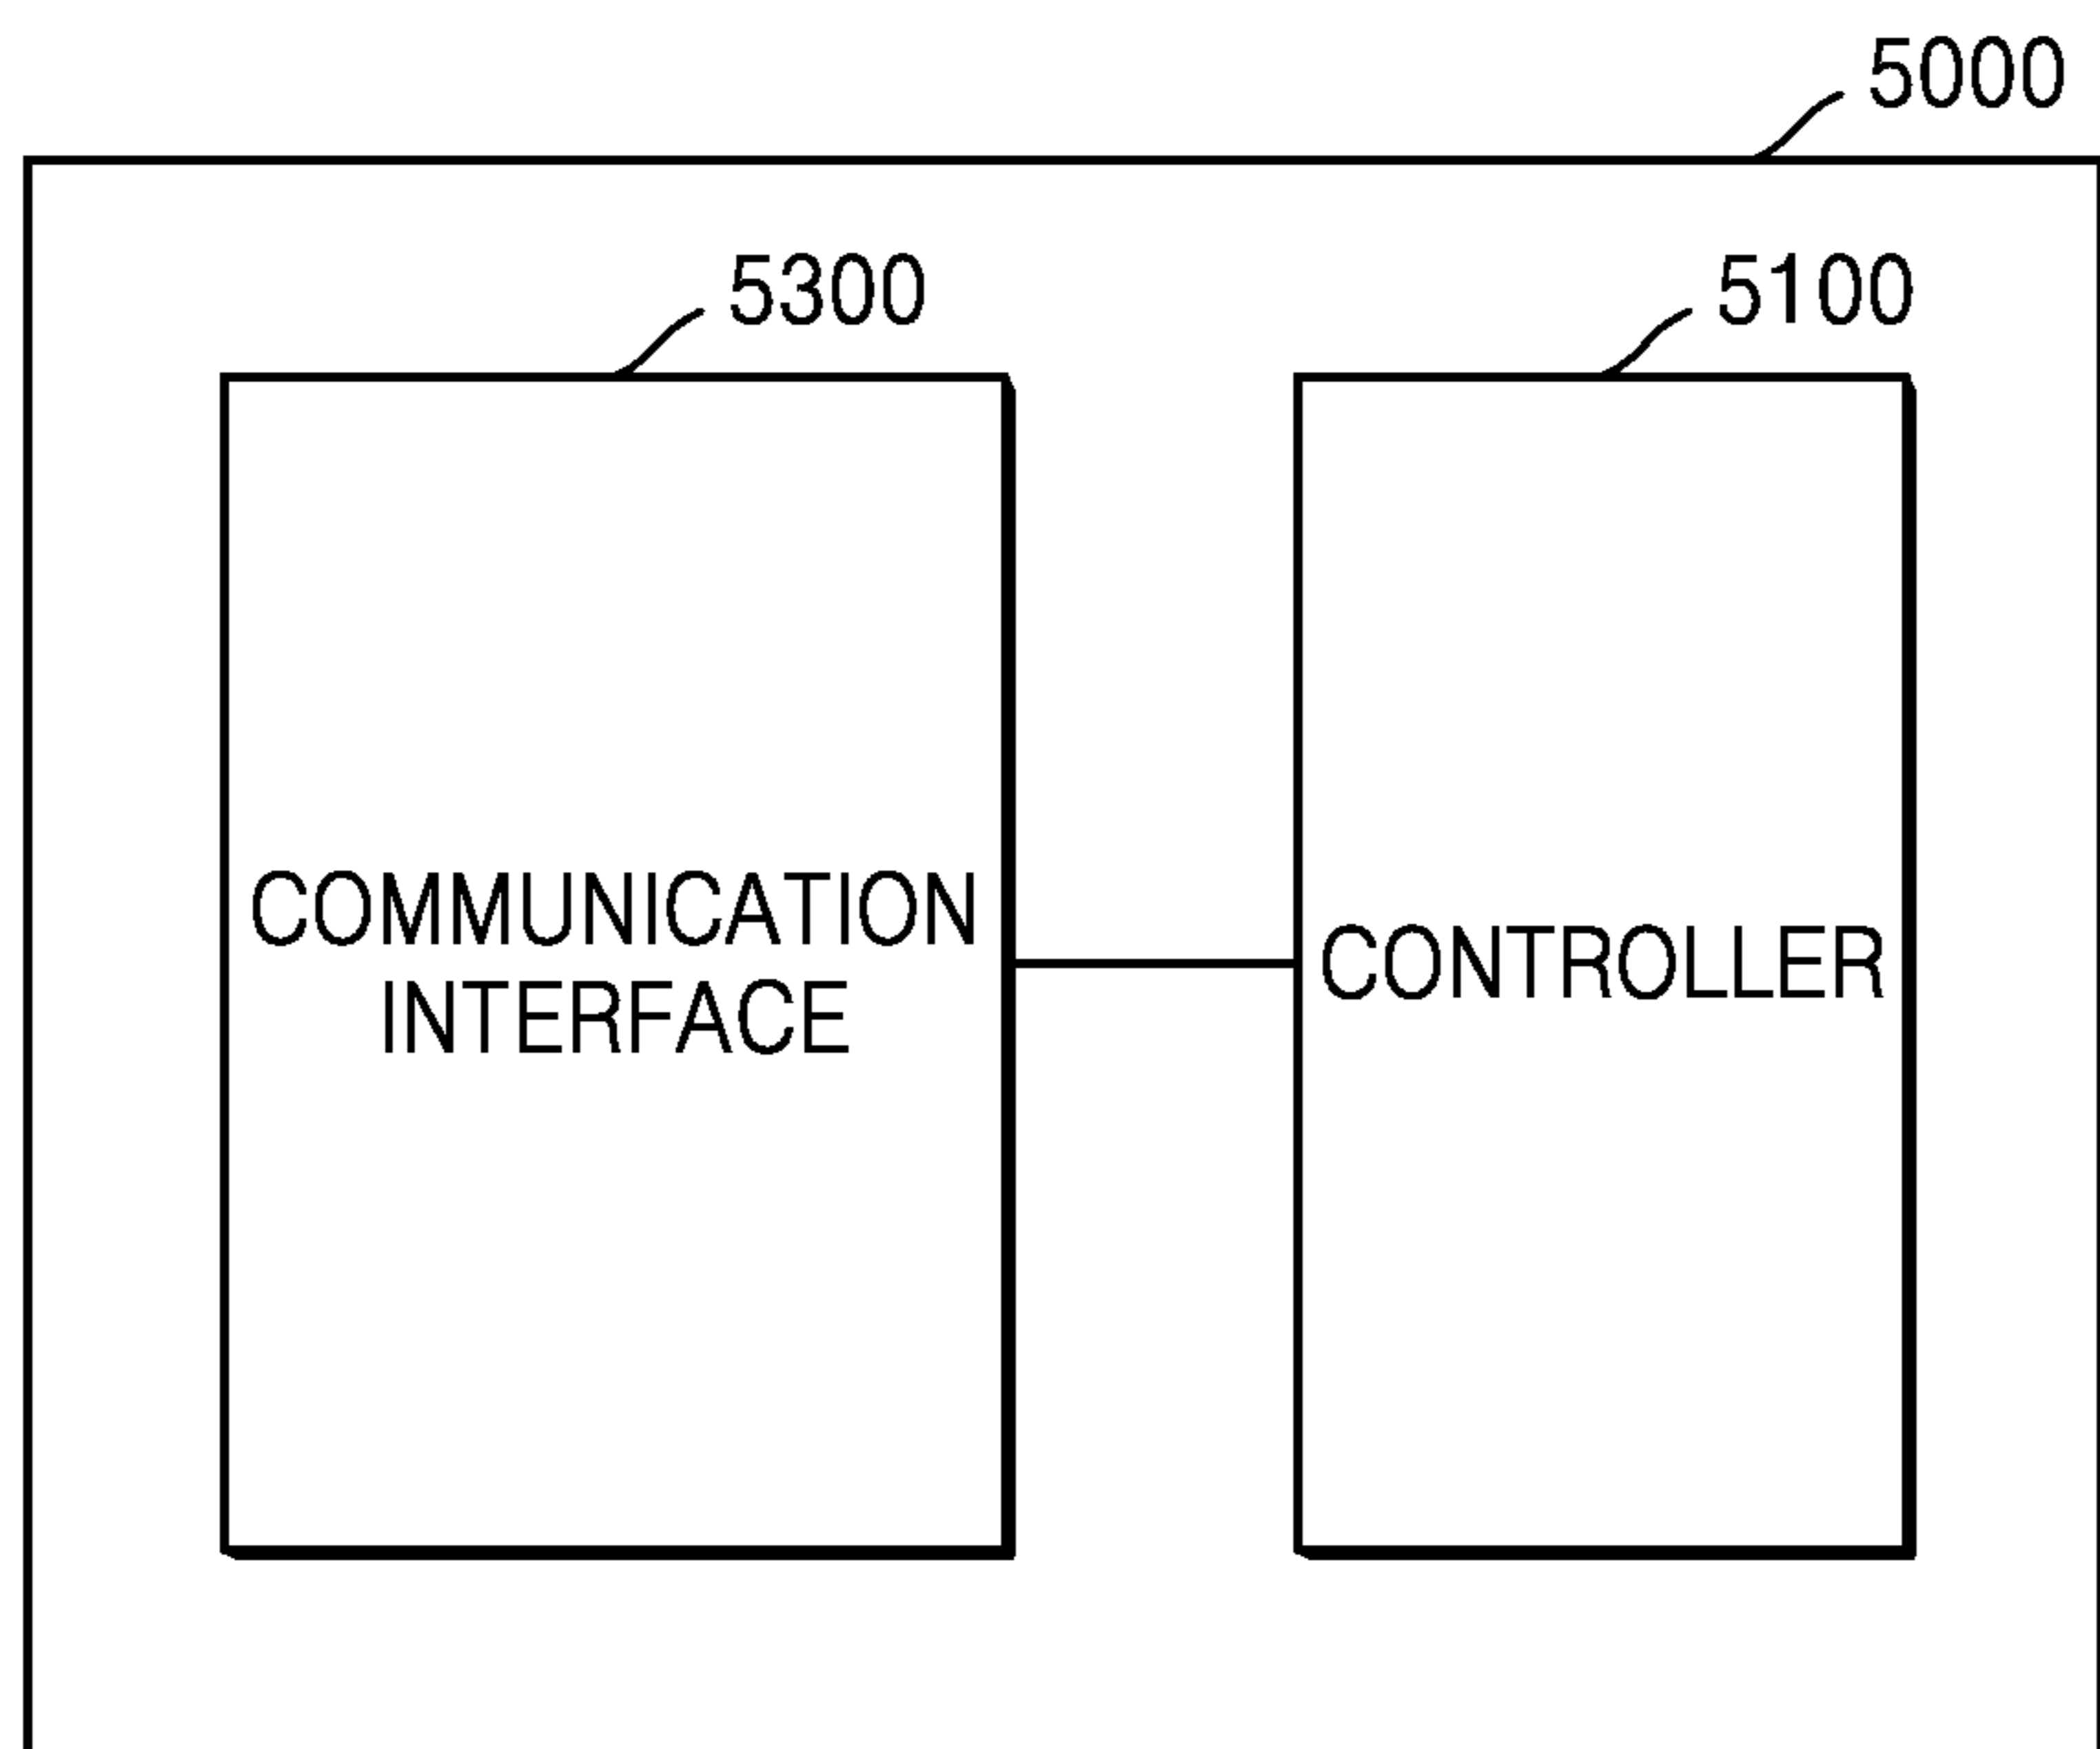 5000
5300
5100
COMMUNICATION
INTERFACE
CONTROLLER